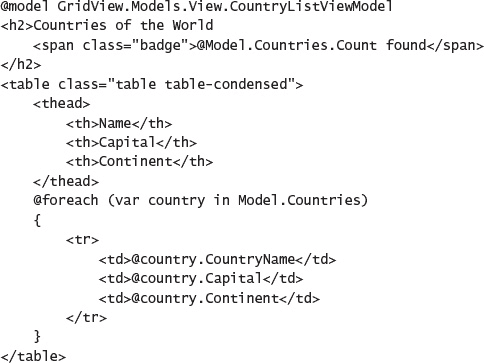 @model GridView.Models.View.CountryListViewModel
<h2>Countries of the World
    <span class="badge">@Model.Countries.Count found</span>
</h2>
<table class="table table-condensed">
    <thead>
        <th>Name</th>
        <th>Capital</th>
        <th>Continent</th>
    </thead>
    @foreach (var country in Model.Countries)
    {
        <tr>
            <td>@country.CountryName</td>
            <td>@country.Capital</td>
            <td>@country.Continent</td>
        </tr>
    }
</table>